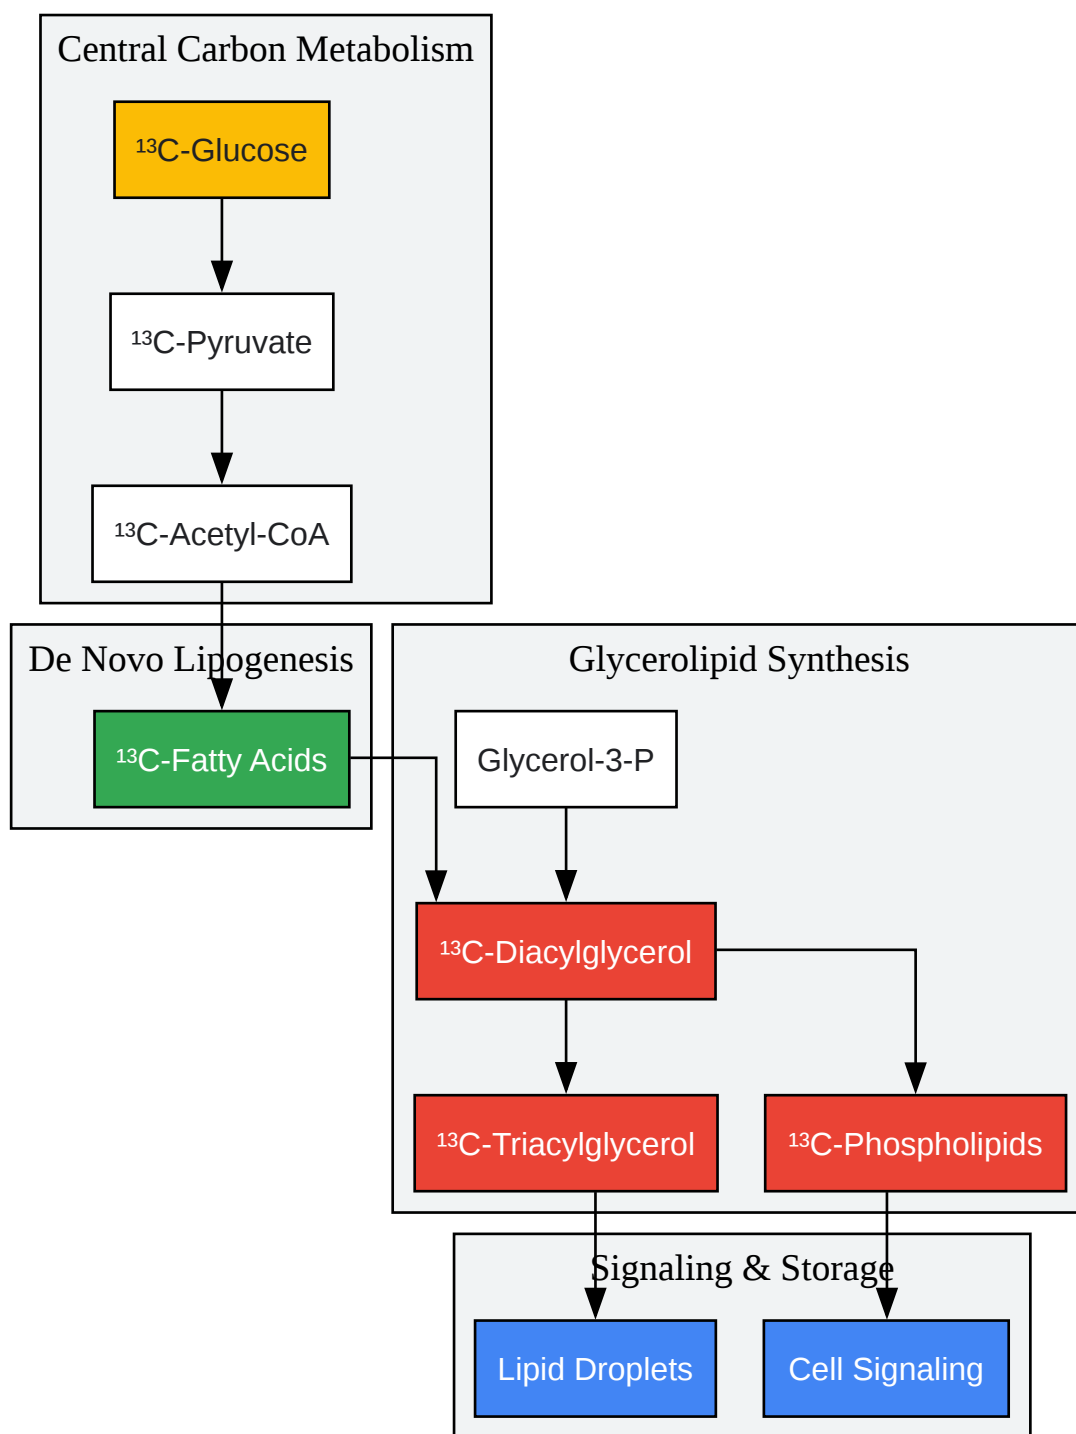 Central Carbon Metabolism
¹³C-Glucose
¹³C-Pyruvate
¹³C-Acetyl-CoA
De Novo Lipogenesis
¹³C-Fatty Acids
Glycerolipid Synthesis
Glycerol-3-P
¹³C-Diacylglycerol
¹³C-Triacylglycerol
¹³C-Phospholipids
Signaling & Storage
Lipid Droplets
Cell Signaling